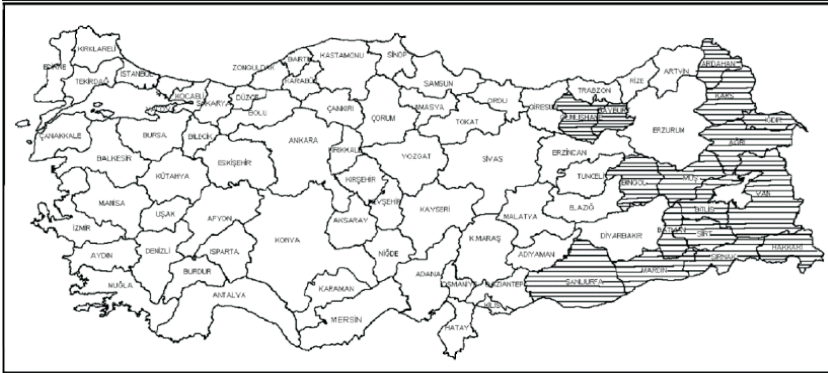 KIRKLARELİ
EDİRNE
TEKİRDAĞ
İSTANBUL
KOCAELİ
YALOVA
SAKARYA
DÜZCE
ZONGULDAK
BARTIN
KARABÜK
KASTAMONU
SİNOP
SAMSUN
BOLU
ÇANKIRI
ÇORUM
AMASYA
ORDU
TOKAT
GİRESUN
TRABZON
GÜMÜŞHANE
BAYBURT
RİZE
ARTVİN
ARDAHAN
KARS
IĞDIR
ERZURUM
AĞRI
ÇANAKKALE
BALIKESİR
BURSA
BİLECİK
ESKİŞEHİR
KÜTAHYA
ANKARA
KIRIKKALE
YOZGAT
SİVAS
ERZİNCAN
TUNCELİ
BİNGÖL
MUŞ
VAN
BİTLİS
MANİSA
UŞAK
AFYON
KIRŞEHİR
NEVŞEHİR
KAYSERİ
MALATYA
ELAZIĞ
DİYARBAKIR
BATMAN
SİİRT
HAKKARİ
ŞIRNAK
İZMİR
AYDIN
DENİZLİ
ISPARTA
BURDUR
KONYA
AKSARAY
NİĞDE
K.MARAŞ
ADIYAMAN
ŞANLIURFA
MARDİN
MUĞLA
ANTALYA
KARAMAN
MERSİN
ADANA
OSMANİYE
GAZİANTEP
KİLİS
HATAY